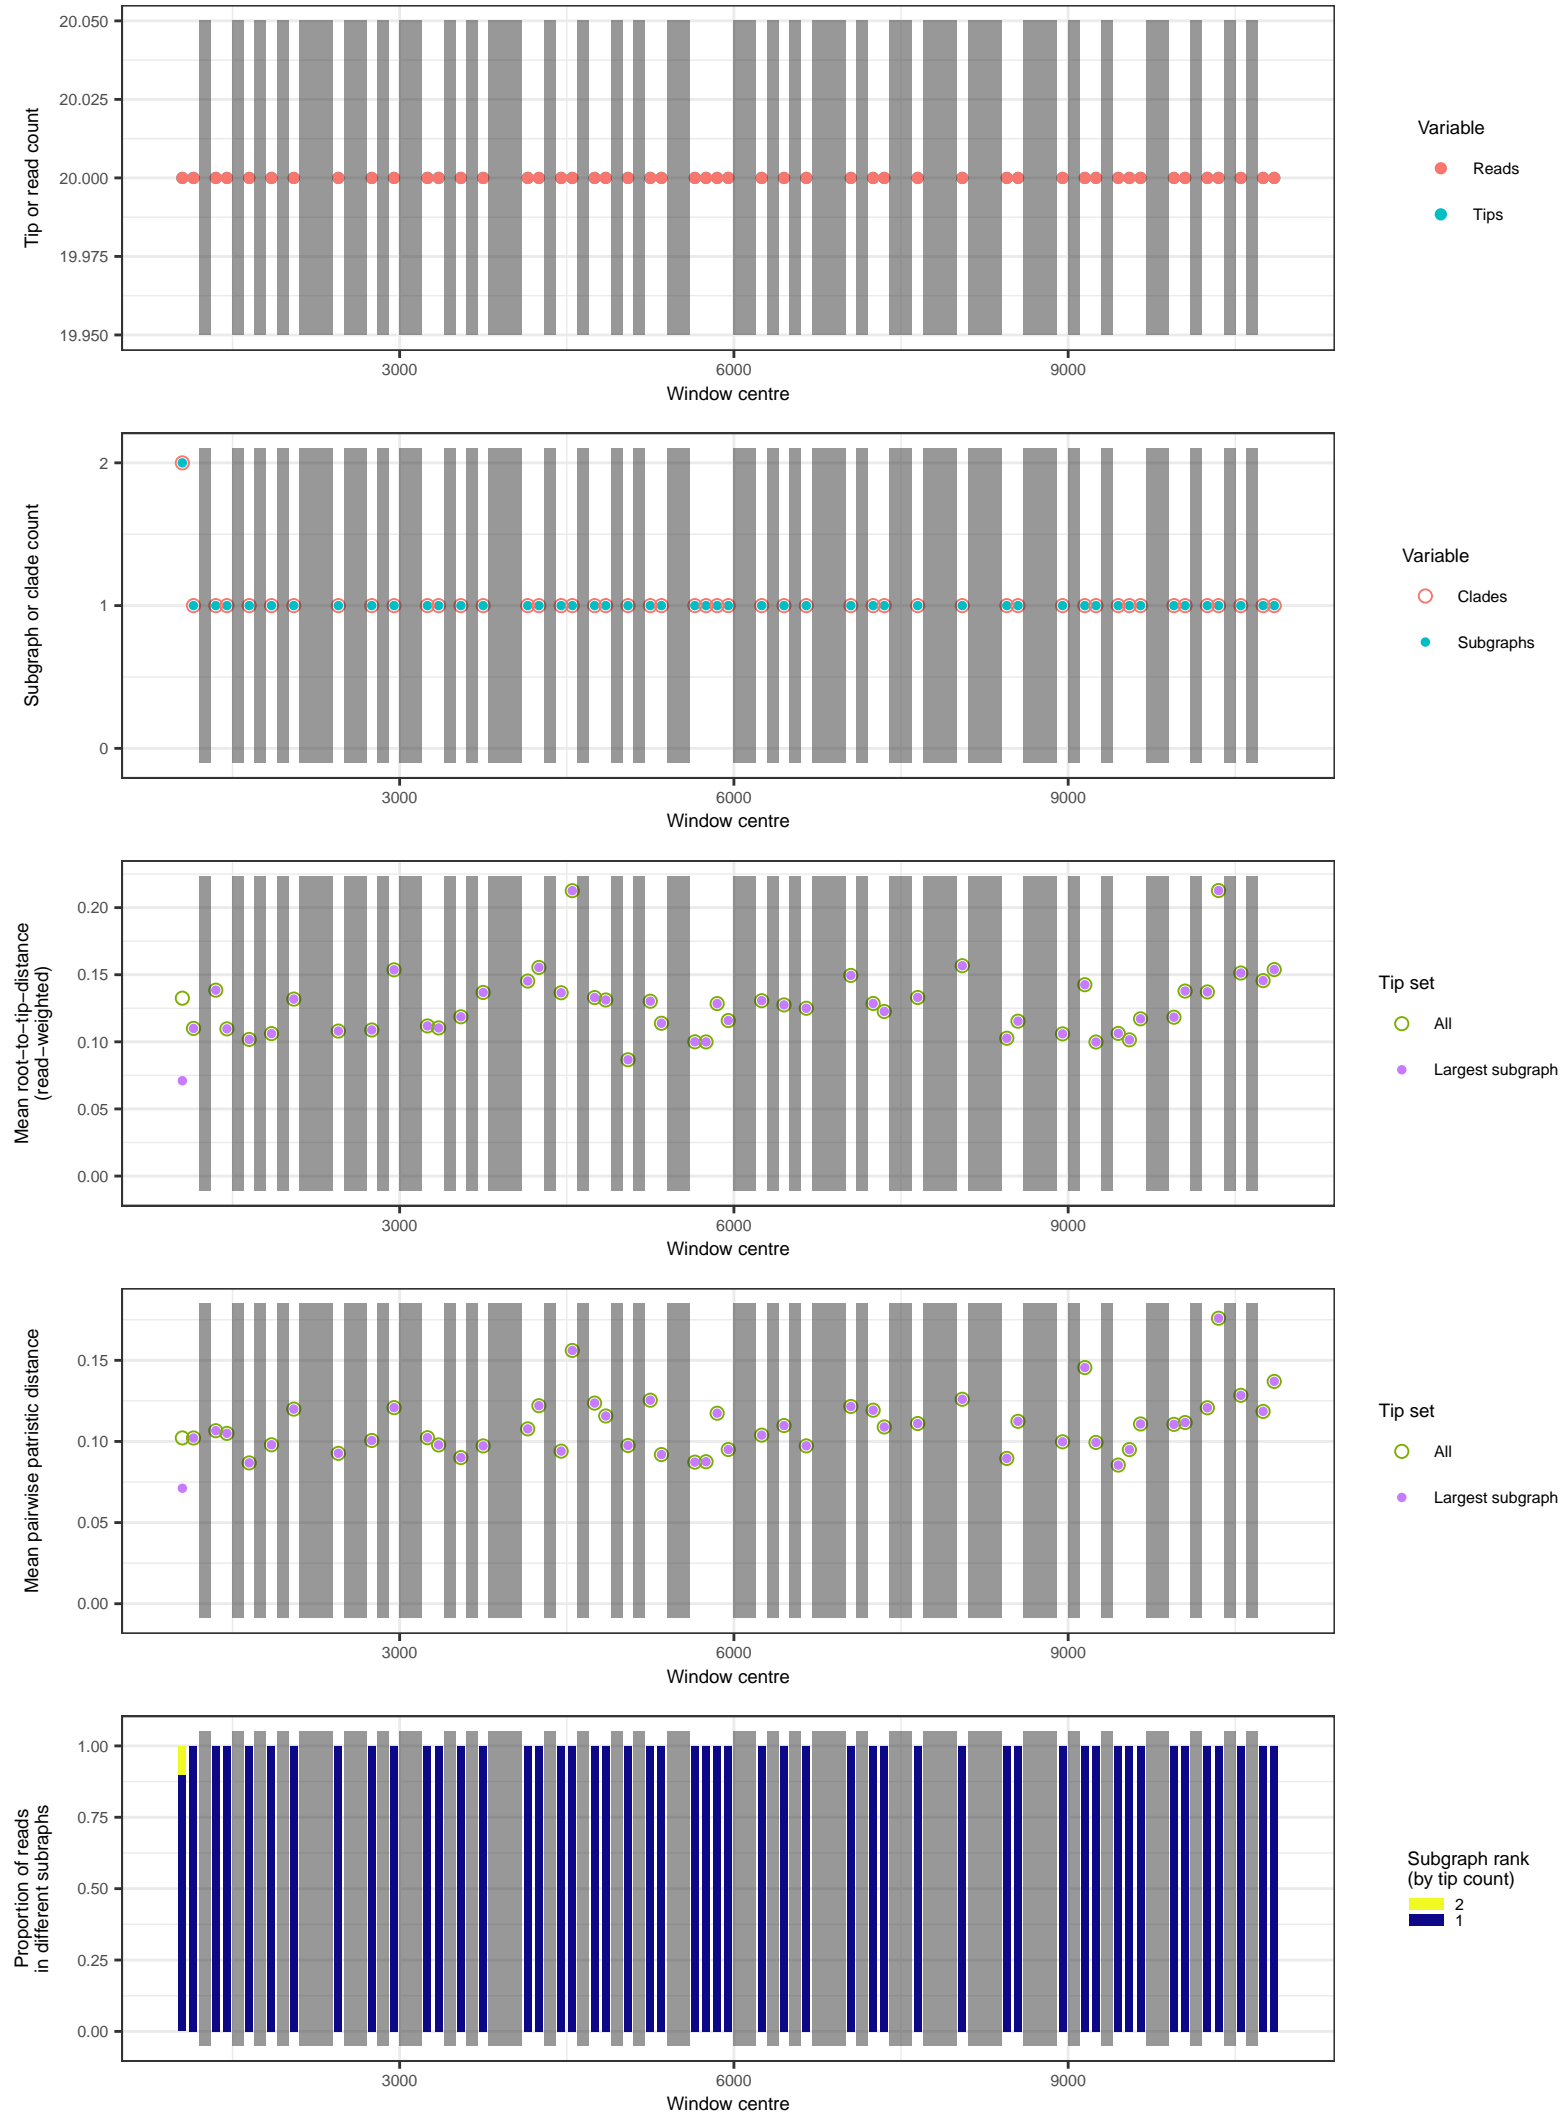 20.050
20.025
20.000
19.975
19.950
Tip or read count
3000
6000
9000
Window centre
Variable
Reads
Tips
2
1
0
Subgraph or clade count
3000
6000
9000
Window centre
Variable
Clades
Subgraphs
0.20
0.15
0.10
0.05
0.00
Mean root−to−tip−distance
(read−weighted)
3000
6000
9000
Window centre
Tip set
All
Largest subgraph
0.15
0.10
0.05
0.00
Mean pairwise patristic distance
3000
6000
9000
Window centre
Tip set
All
Largest subgraph
1.00
0.75
0.50
0.25
0.00
Proportion of reads
in different subraphs
3000
6000
9000
Window centre
Subgraph rank
(by tip count)
2
1